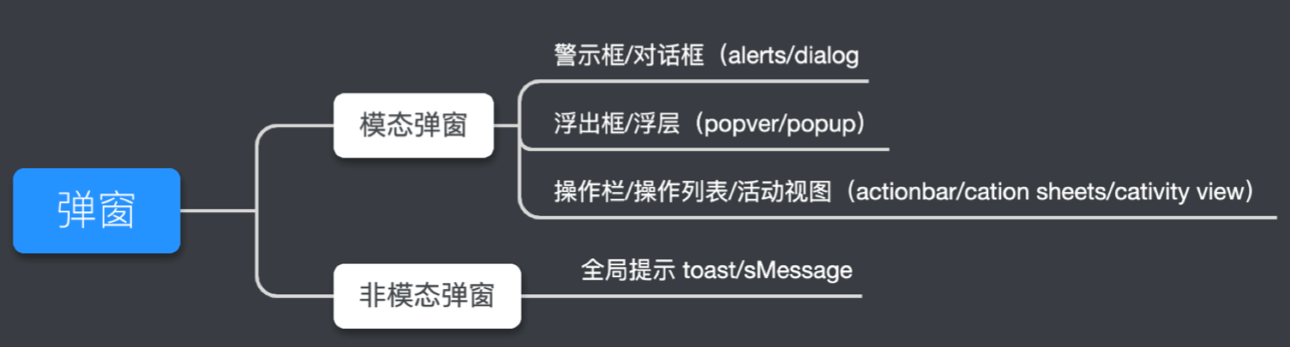 弹窗
模态弹窗
警示框/对话框（alerts/dialog
浮出框/浮层（popver/popup）
操作栏/操作列表/活动视图（actionbar/cation sheets/cativity view）
非模态弹窗
全局提示 toast/sMessage